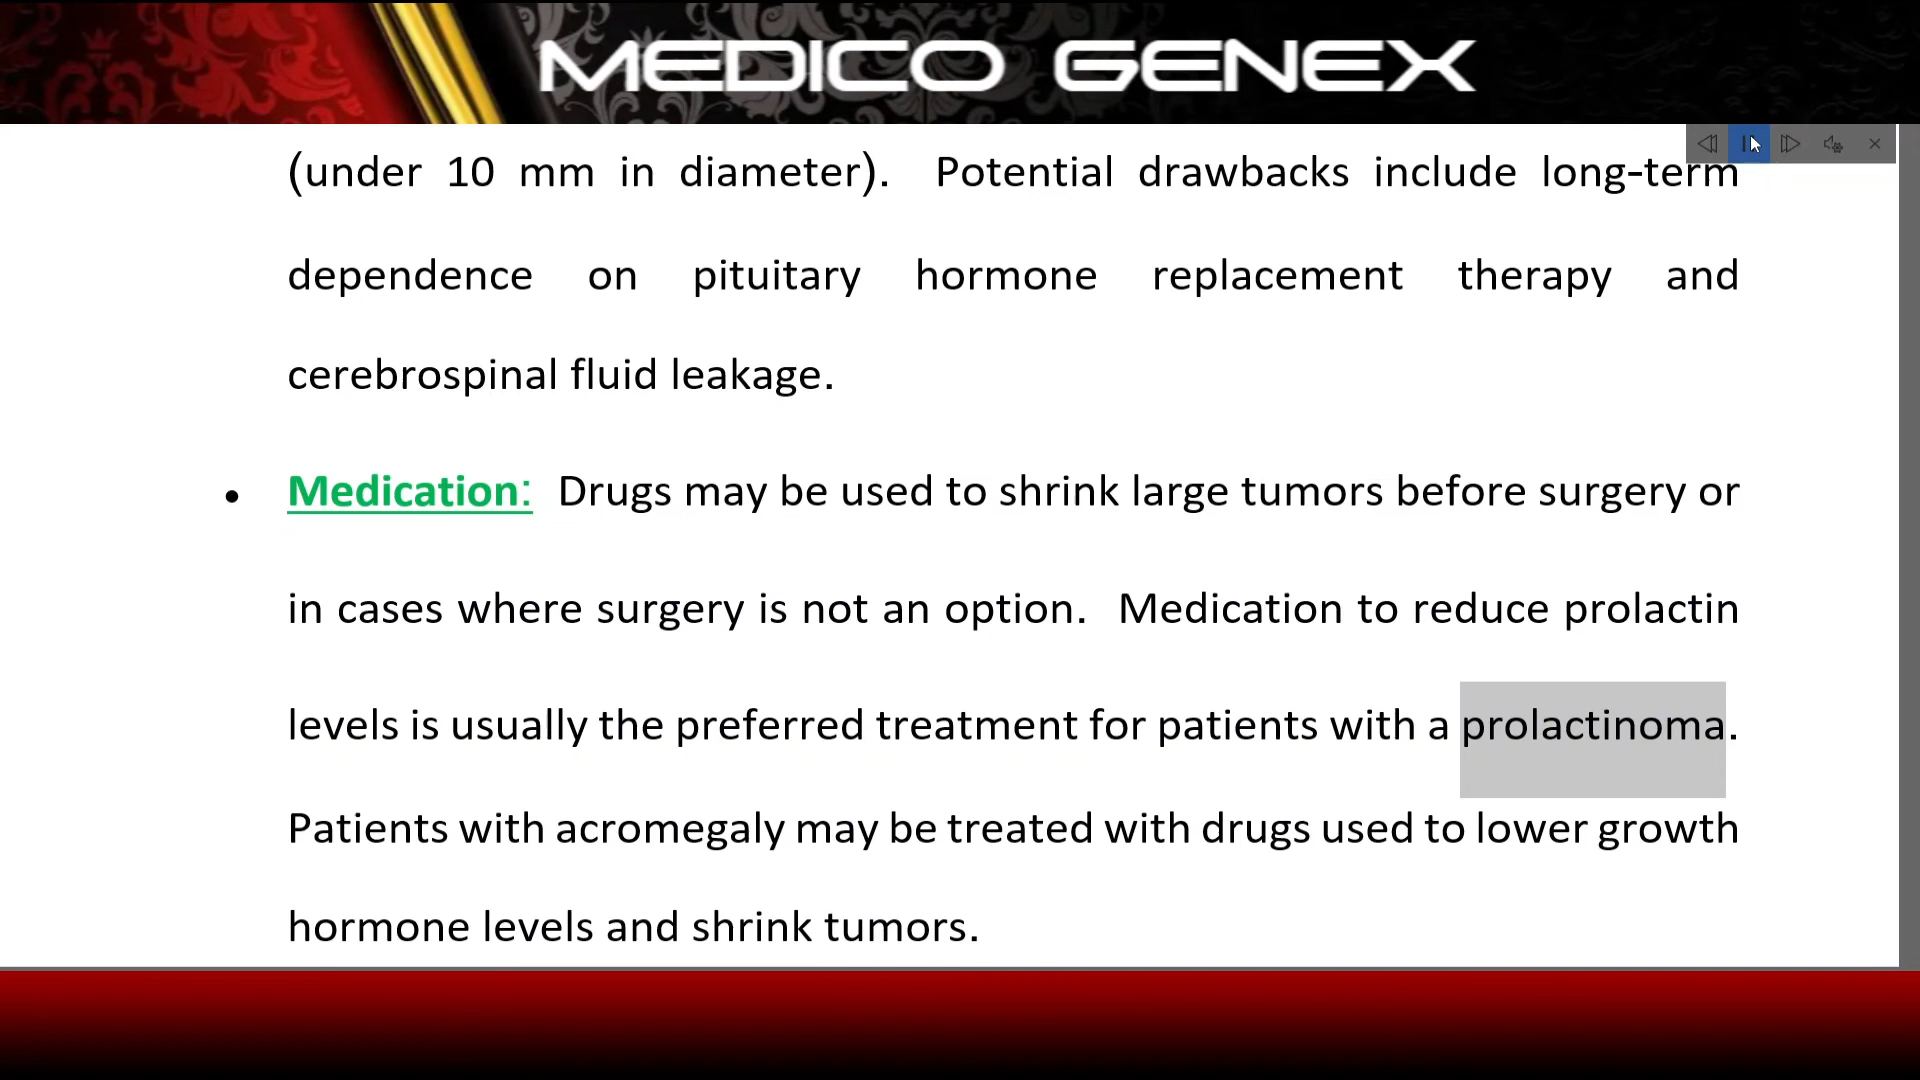 MEDICO GENEX
(under 10 mm in diameter). Potential drawbacks include long-term
dependence on pituitary hormone replacement therapy and
cerebrospinal fluid leakage.
• Medication: Drugs may be used to shrink large tumors before surgery or
in cases where surgery is not an option. Medication to reduce prolactin
levels is usually the preferred treatment for patients with a prolactinoma.
Patients with acromegaly may be treated with drugs used to lower growth
hormone levels and shrink tumors.